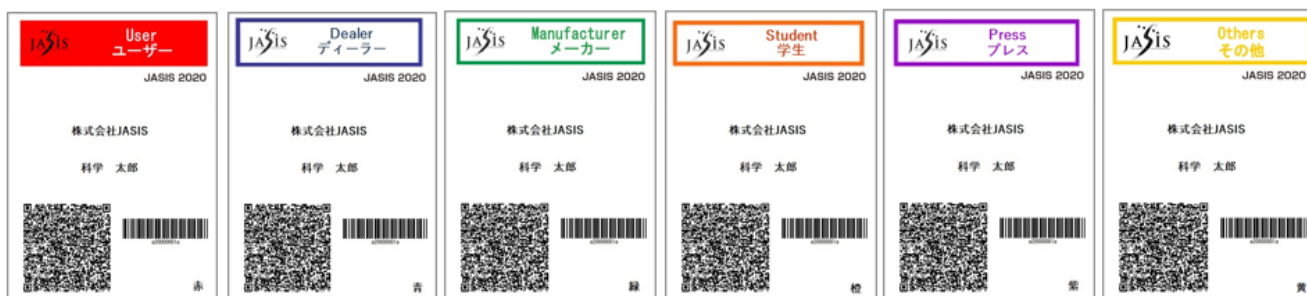 JASIS
User
ユーザー
JASIS 2020
株式会社JASIS
科学 太郎
a20000001a
赤
JASIS
Dealer
ディーラー
JASIS 2020
株式会社JASIS
科学 太郎
a20000001a
青
JASIS
Manufacturer
メーカー
JASIS 2020
株式会社JASIS
科学 太郎
a20000001a
緑
JASIS
Student
学生
JASIS 2020
株式会社JASIS
科学 太郎
a20000001a
橙
JASIS
Press
プレス
JASIS 2020
株式会社JASIS
科学 太郎
a20000001a
紫
JASIS
Others
その他
JASIS 2020
株式会社JASIS
科学 太郎
a20000001a
黄